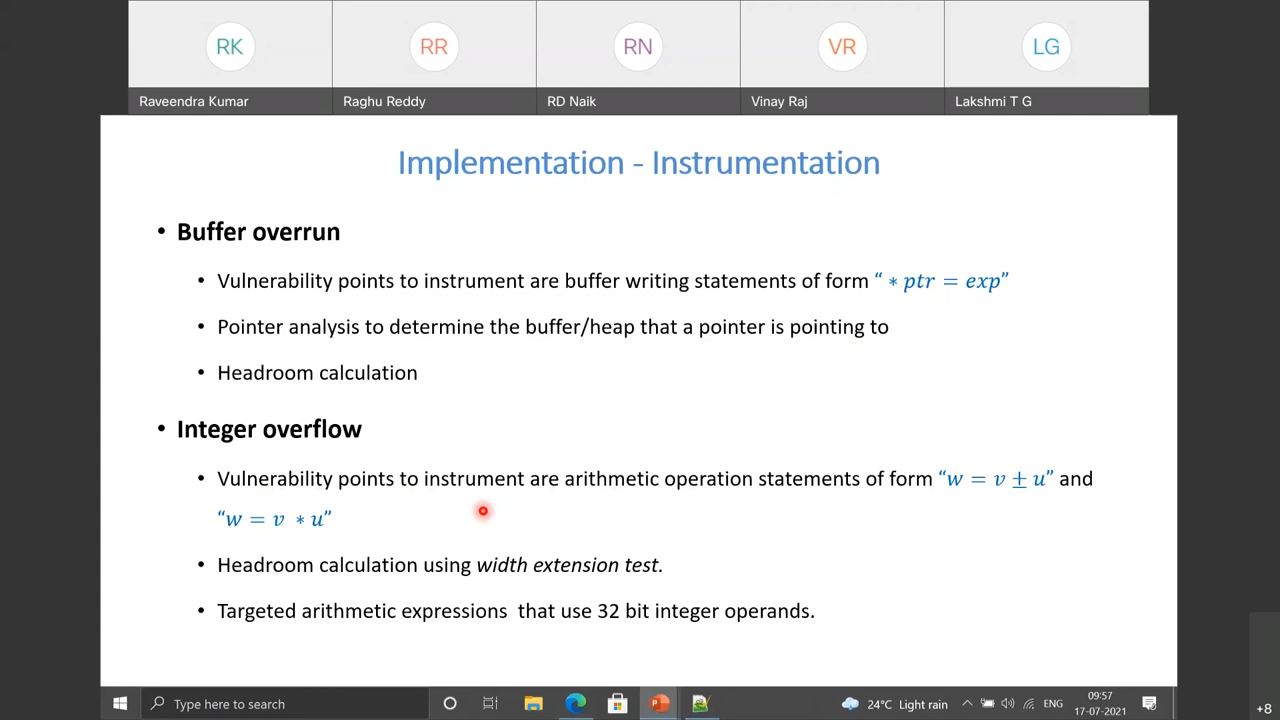 RK
RR
RN
VR
LG
Raveendra Kumar
Raghu Reddy
RD Naik
Vinay Raj
Lakshmi T G
Implementation - Instrumentation
• Buffer overrun
• Vulnerability points to instrument are buffer writing statements of form “ * ptr = exp”
• Pointer analysis to determine the buffer/heap that a pointer is pointing to
• Headroom calculation
• Integer overflow
• Vulnerability points to instrument are arithmetic operation statements of form “w = v ± u” and
“w = v * u”
• Headroom calculation using width extension test.
• Targeted arithmetic expressions that use 32 bit integer operands.
Type here to search
24°C Light rain
ENG
09:57
17-07-2021
+8